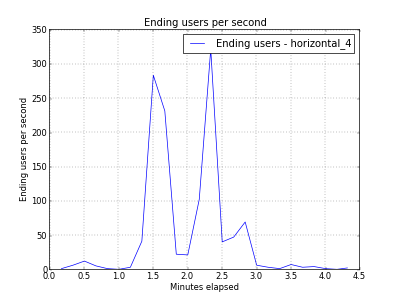 Ending users per second
Ending users - horizontal_4
Ending users per second
350
300
250
200
150
100
50
0
0.0 0.5 1.0 1.5 2.0 2.5 3.0 3.5 4.0 4.5
Minutes elapsed